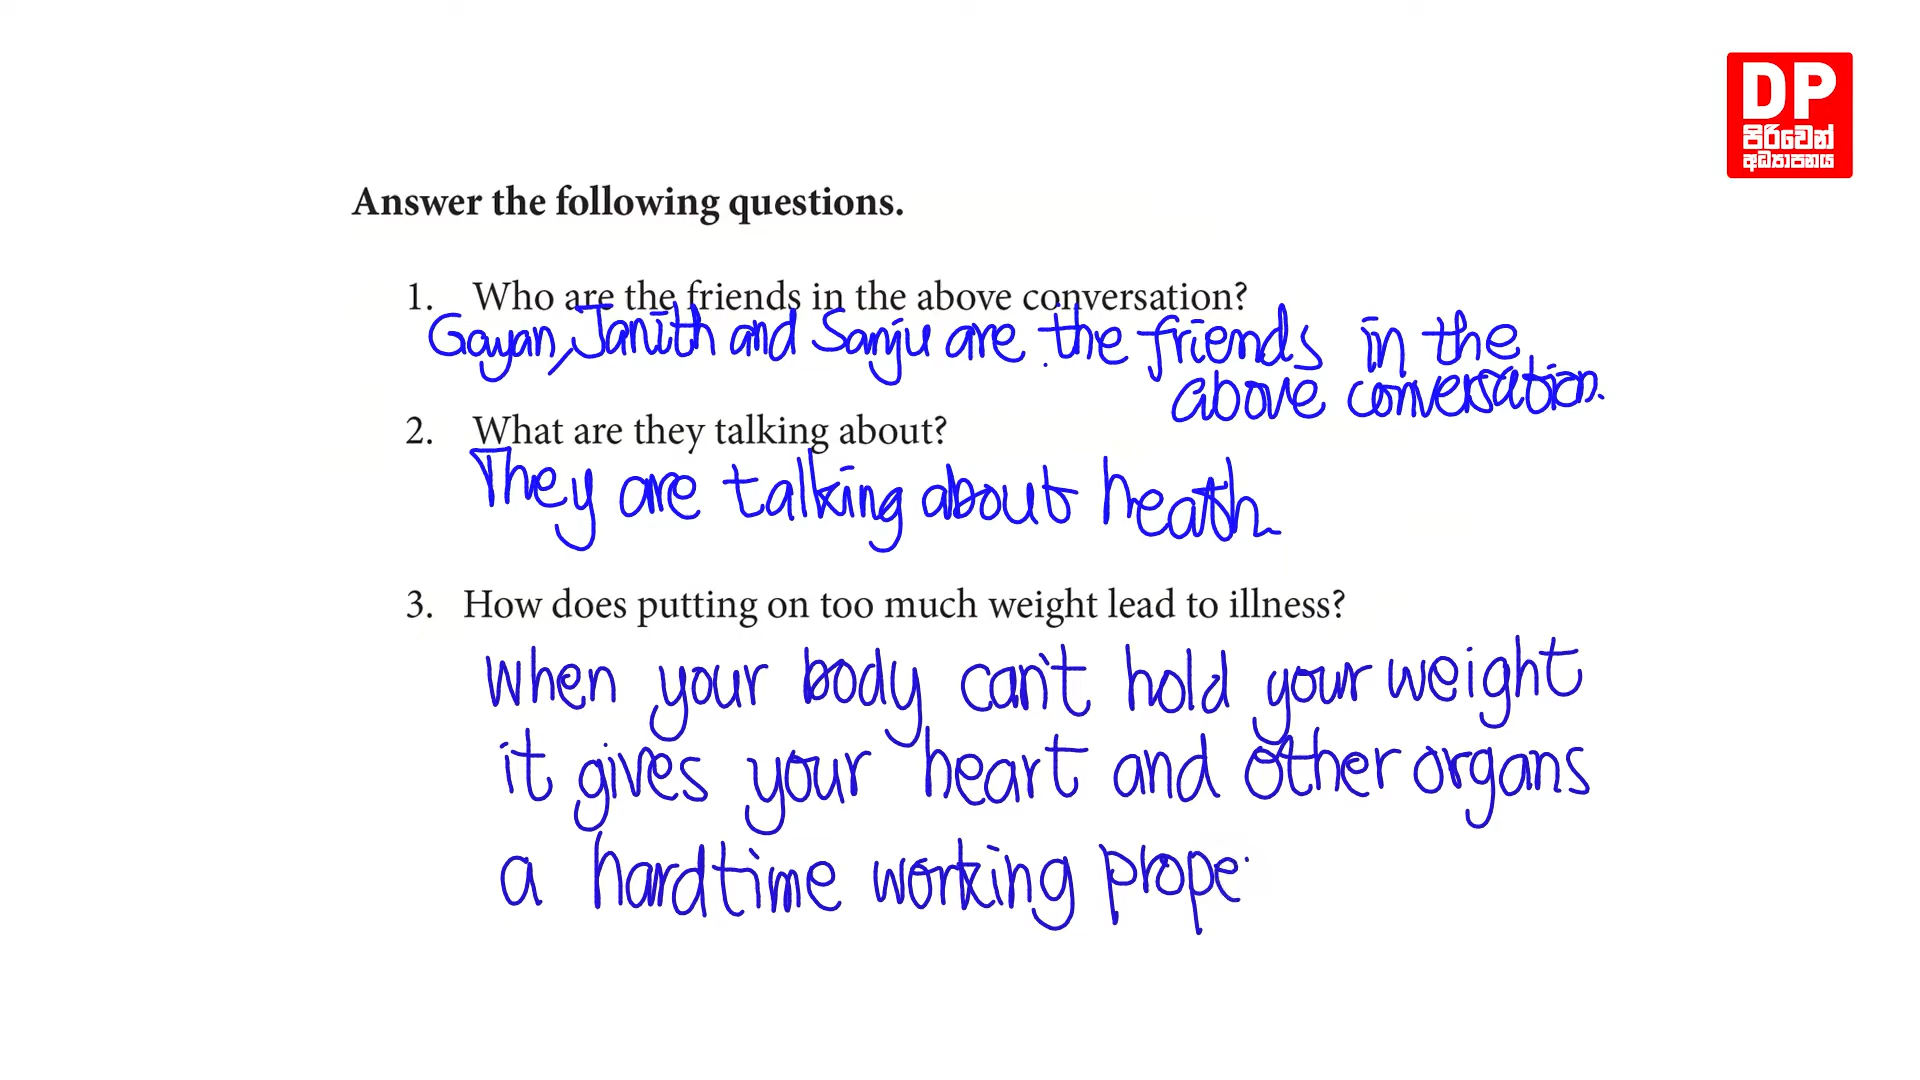 DP
පිරිවෙන්
අධ්‍යාපනය
Answer the following questions.
1. Who are the friends in the above conversation?
Gayan, Janith and Sanju are the friends in the
above conversation.
2. What are they talking about?
They are talking about heath
3. How does putting on too much weight lead to illness?
When your body can't hold your weight
it gives your heart and other organs
a hardtime working prope